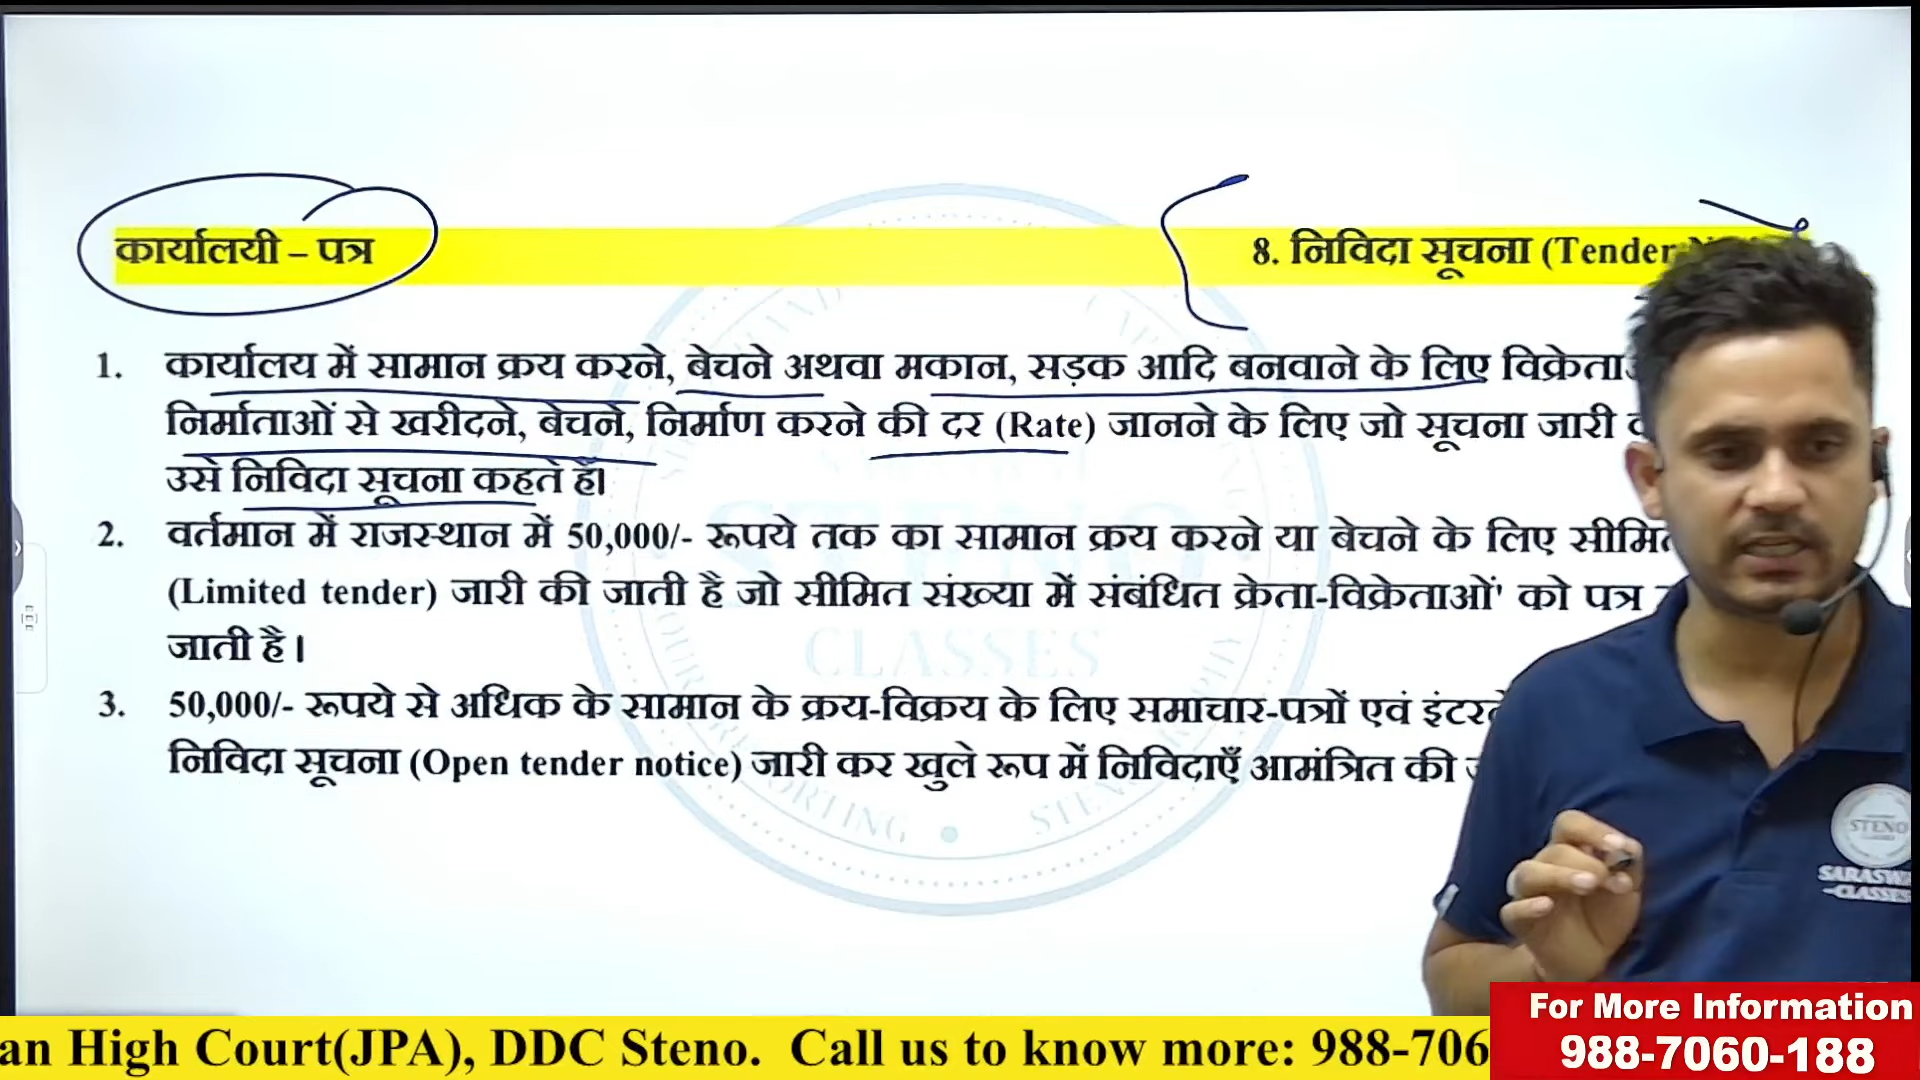 कार्यालयी – पत्र
8. निविदा सूचना (Tender
1. कार्यालय में सामान क्रय करने, बेचने अथवा मकान, सड़क आदि बनवाने के लिए
निर्माताओं से खरीदने, बेचने, निर्माण करने की दर (Rate) जानने के लिए जो सूचना जारी
उसे निविदा सूचना कहते हैं।
2. वर्तमान में राजस्थान में 50,000/- रूपये तक का सामान क्रय करने या बेचने के लिए
(Limited tender) जारी की जाती है जो सीमित संख्या में संबंधित क्रेता-विक्रेताओं' को पत्र
जाती है।
3. 50,000/- रूपये से अधिक के सामान के क्रय-विक्रय के लिए समाचार-पत्रों एवं
निविदा सूचना (Open tender notice) जारी कर खुले रूप में निविदाएँ आमंत्रित की
STENO
CLASSES
STENO
CLASSES
an High Court(JPA), DDC Steno. Call us to know more: 988-706
For More Information
988-7060-188